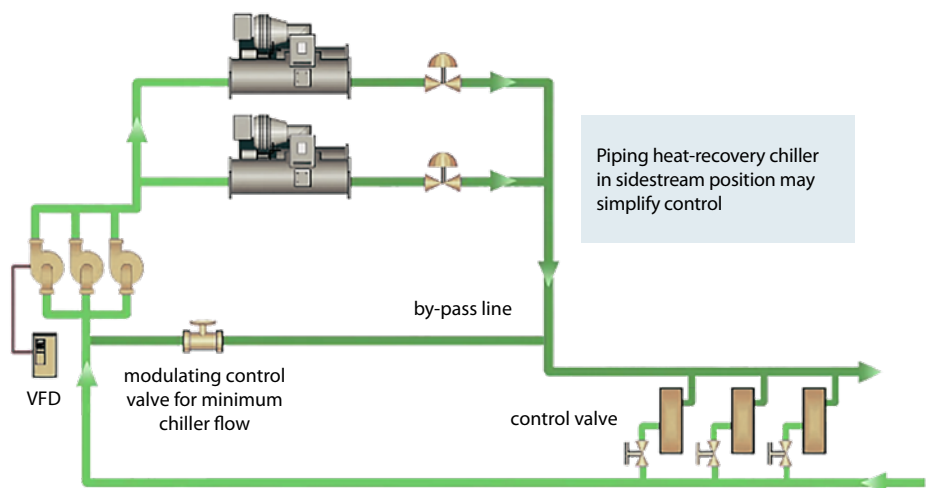 Piping heat-recovery chiller
in sidestream position may
simplify control
by-pass line
VFD
modulating control
valve for minimum
chiller flow
control valve